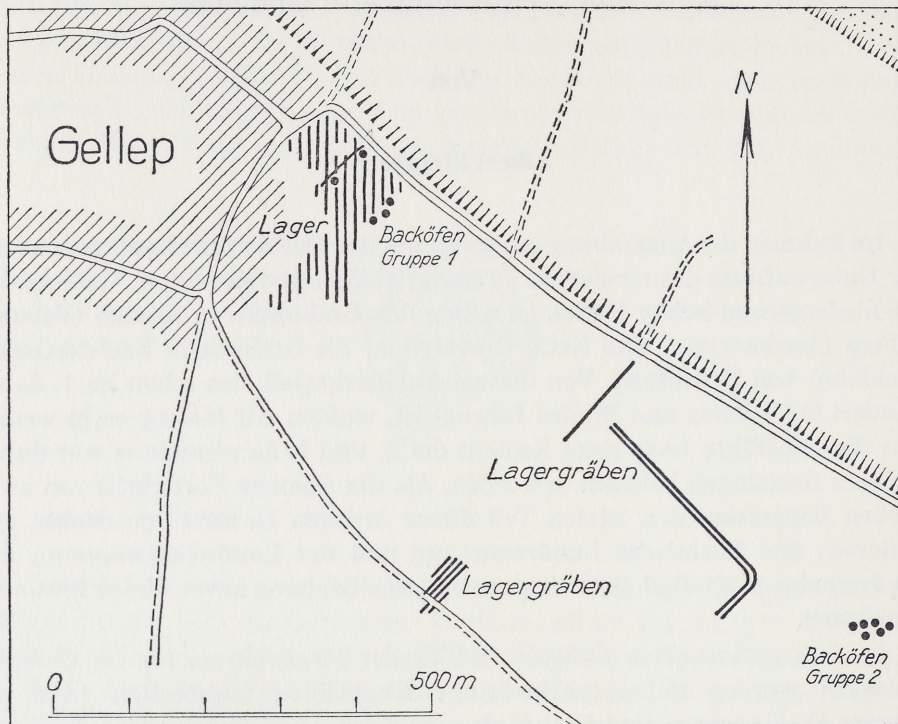 N
Gellep
Lager
Backöfen
Gruppe 1
Lagergräben
Lagergräben
Backöfen
Gruppe 2
0
500 m